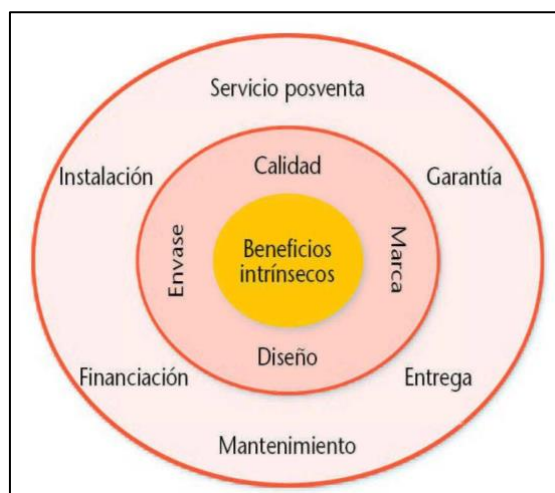 Servicio posventa
Instalación
Calidad
Garantía
Envase
Beneficios
intrínsecos
Marca
Financiación
Diseño
Entrega
Mantenimiento